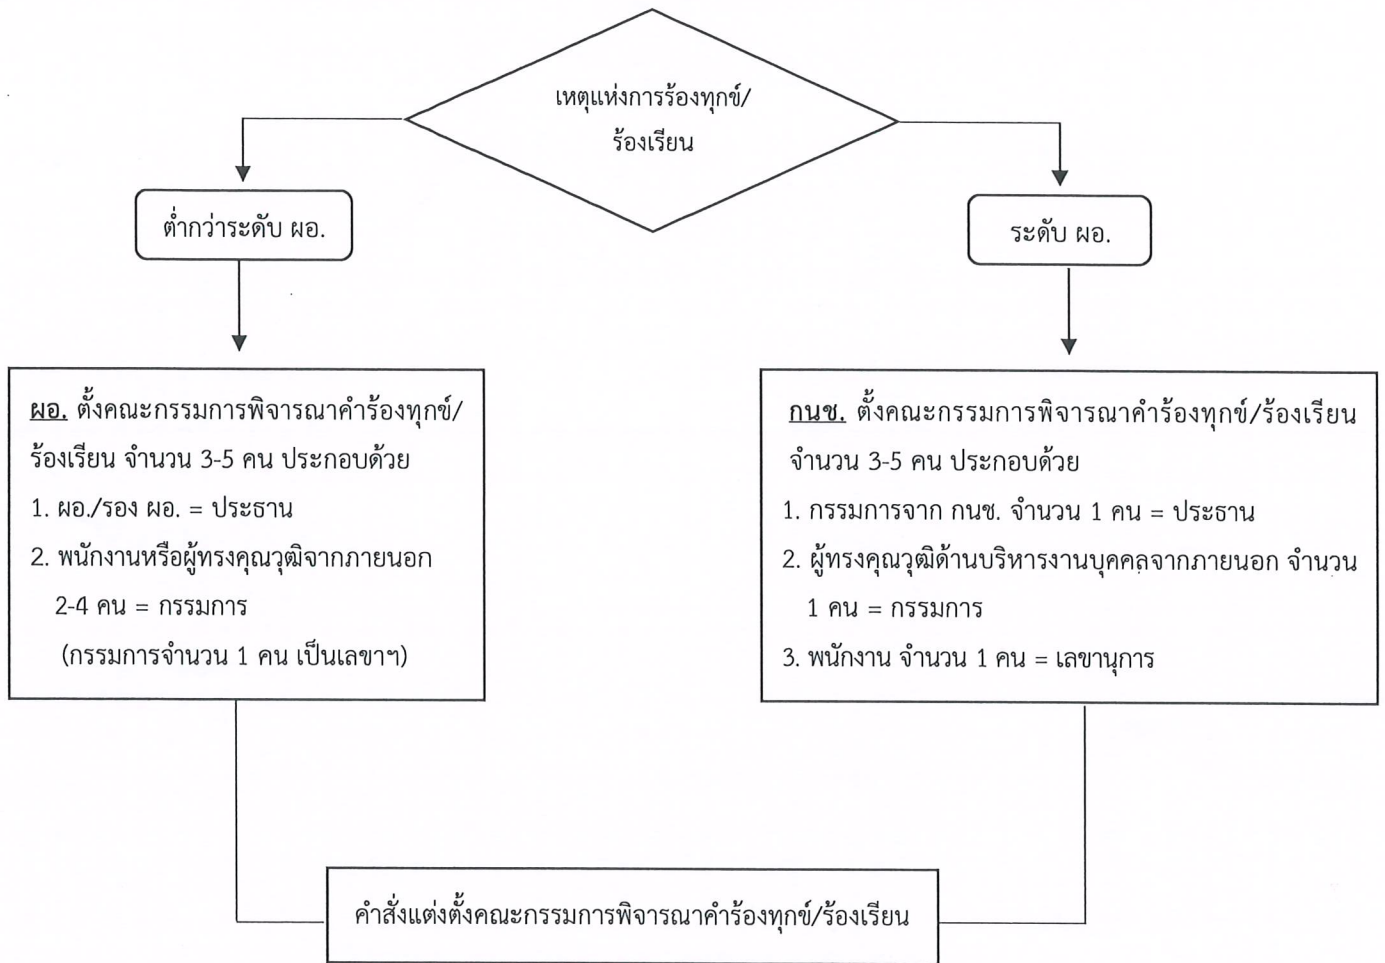 เหตุแห่งการร้องทุกข์/
ร้องเรียน
ต่ำกว่าระดับ ผอ.
ระดับ ผอ.
ผอ. ตั้งคณะกรรมการพิจารณาคำร้องทุกข์/
ร้องเรียน จำนวน 3-5 คน ประกอบด้วย
1. ผอ./รอง ผอ. = ประธาน
2. พนักงานหรือผู้ทรงคุณวุฒิจากภายนอก
2-4 คน = กรรมการ
(กรรมการจำนวน 1 คน เป็นเลขาฯ)
กนช. ตั้งคณะกรรมการพิจารณาคำร้องทุกข์/ร้องเรียน
จำนวน 3-5 คน ประกอบด้วย
1. กรรมการจาก กนช. จำนวน 1 คน = ประธาน
2. ผู้ทรงคุณวุฒิด้านบริหารงานบุคคลจากภายนอก จำนวน
1 คน = กรรมการ
3. พนักงาน จำนวน 1 คน = เลขานุการ
คำสั่งแต่งตั้งคณะกรรมการพิจารณาคำร้องทุกข์/ร้องเรียน